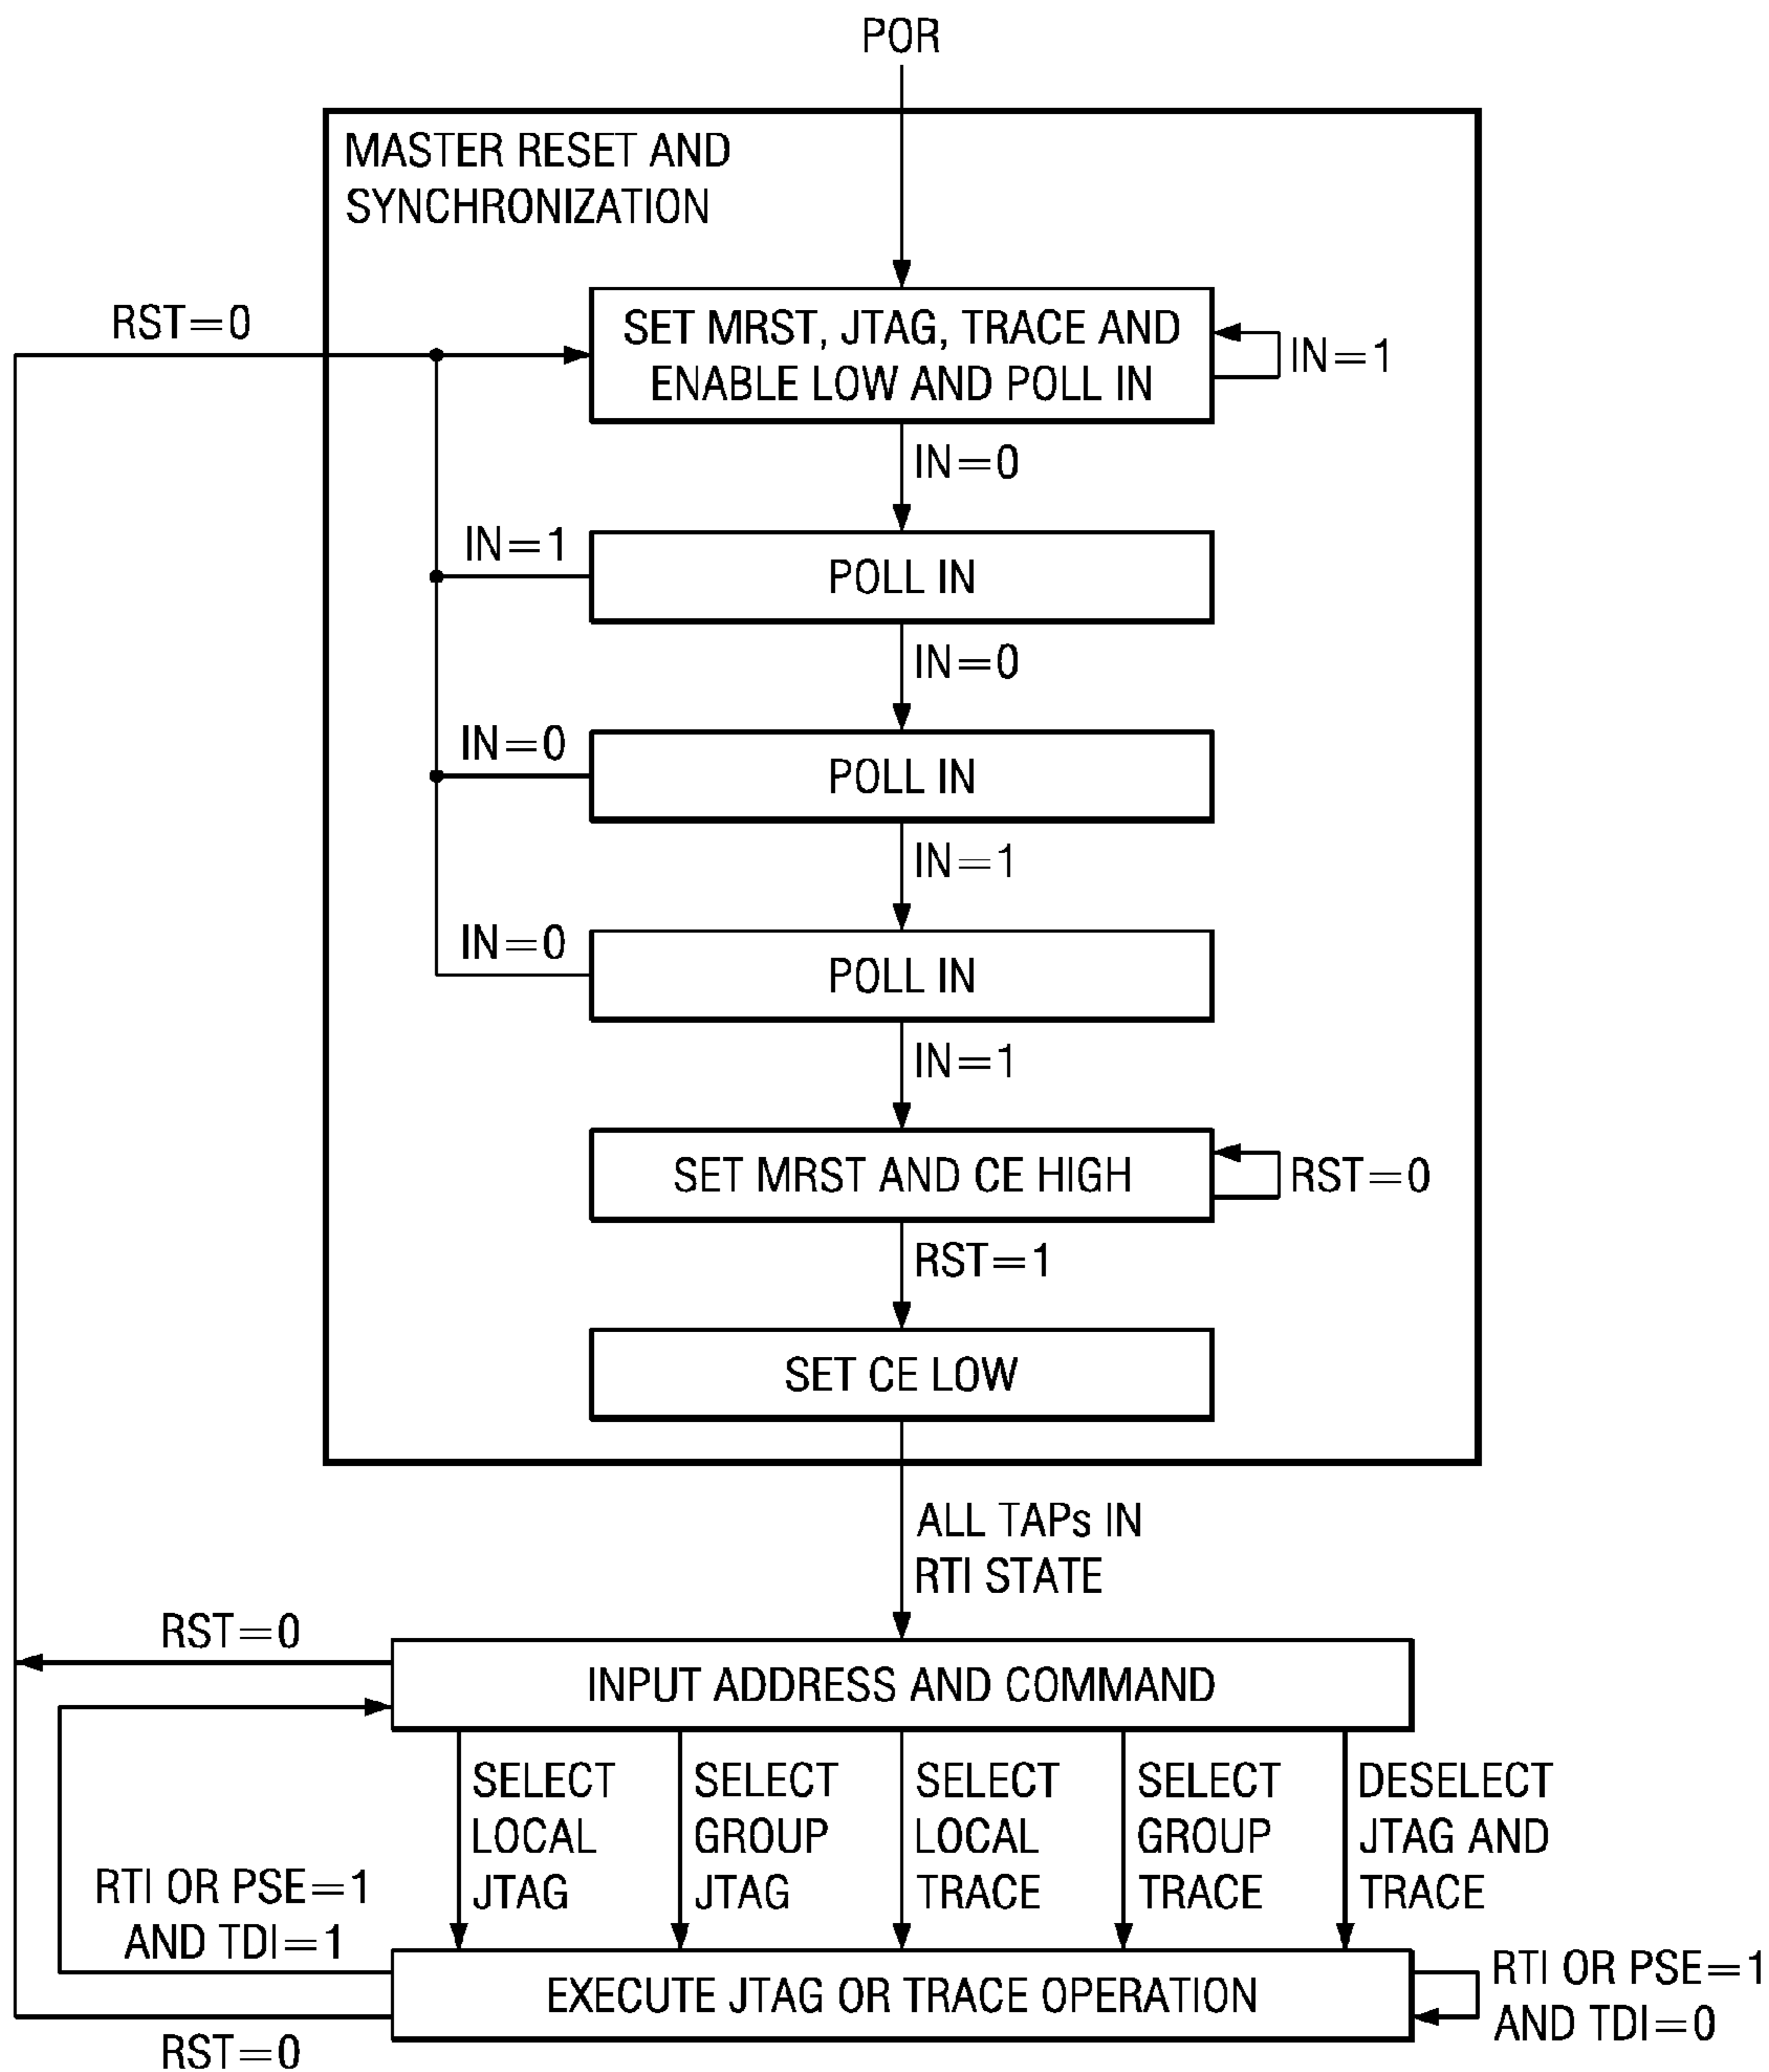 POR
MASTER RESET AND
SYNCHRONIZATION
RST=0
SET MRST, JTAG, TRACE AND
ENABLE LOW AND POLL IN
IN=1
IN=0
IN=1
POLL IN
IN=0
IN=0
POLL IN
IN=1
IN=0
POLL IN
IN=1
SET MRST AND CE HIGH
RST=0
RST=1
SET CE LOW
ALL TAPs IN
RTI STATE
RST=0
INPUT ADDRESS AND COMMAND
SELECT
LOCAL
JTAG
SELECT
GROUP
JTAG
SELECT
LOCAL
TRACE
SELECT
GROUP
TRACE
DESELECT
JTAG AND
TRACE
RTI OR PSE=1
AND TDI=1
EXECUTE JTAG OR TRACE OPERATION
RTI OR PSE=1
AND TDI=0
RST=0